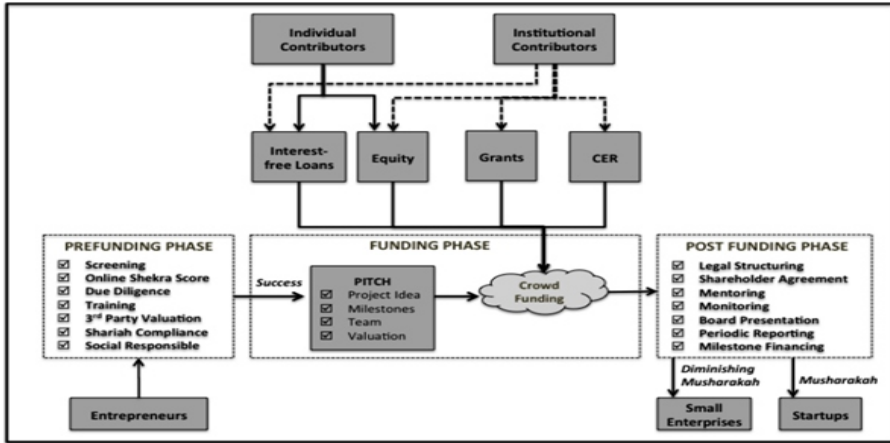 Individual
Contributors
Institutional
Contributors
Interest-
free Loans
Equity
Grants
CER
PREFUNDING PHASE
Screening
Online Shekra Score
Due Diligence
Training
3rd Party Valuation
Shariah Compliance
Social Responsible
Success
FUNDING PHASE
PITCH
Project Idea
Milestones
Team
Valuation
Crowd
Funding
POST FUNDING PHASE
Legal Structuring
Shareholder Agreement
Mentoring
Monitoring
Board Presentation
Periodic Reporting
Milestone Financing
Entrepreneurs
Diminishing
Musharakah
Musharakah
Small
Enterprises
Startups